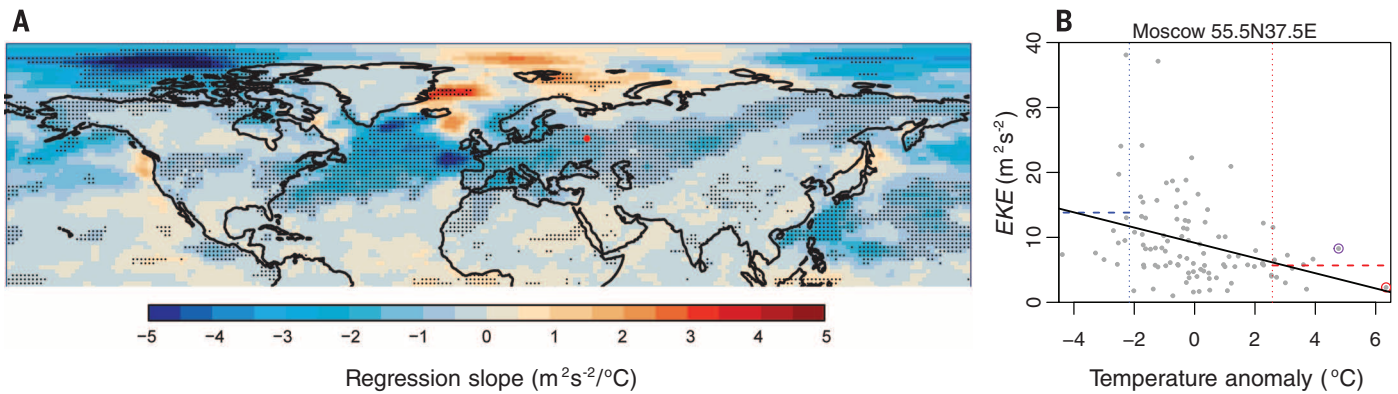 A
−5 −4 −3 −2 −1 0 1 2 3 4 5
Regression slope (m²s⁻²/°C)
B
Moscow 55.5N37.5E
40
30
20
10
0
EKE (m²s⁻²)
−4 −2 0 2 4 6
Temperature anomaly (°C)